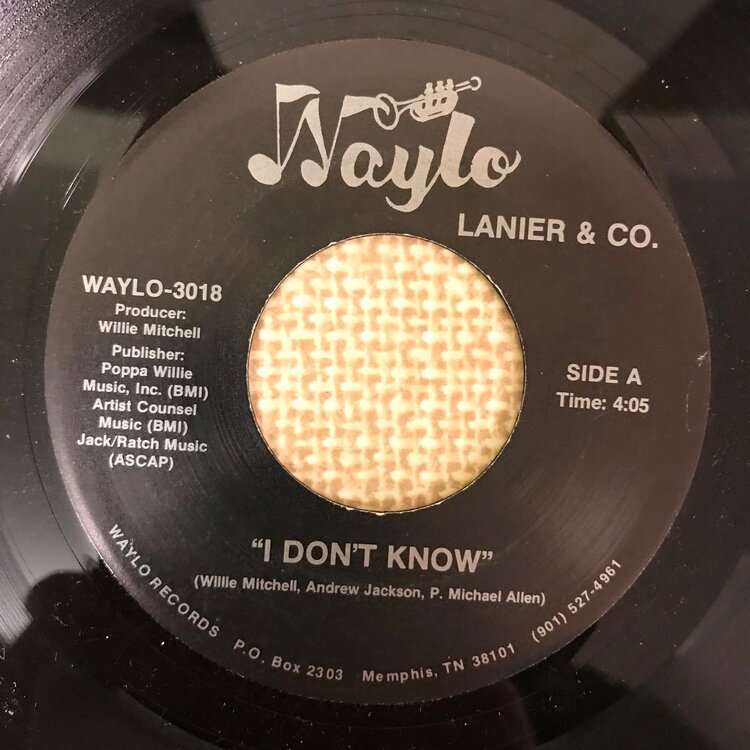 Waylo
LANIER & CO.
WAYLO-3018
Producer:
Willie Mitchell
Publisher:
Poppa Willie
Music, Inc. (BMI)
Artist Counsel
Music (BMI)
Jack/Ratch Music
(ASCAP)
SIDE A
Time: 4:05
"I DON'T KNOW"
(Willie Mitchell, Andrew Jackson, P. Michael Allen)
WAYLO RECORDS P.O. Box 2303 Memphis, TN 38101 (901) 527-4961